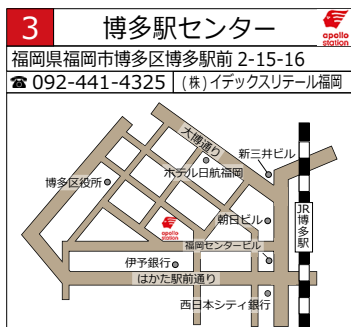 3 博多駅センター apollo station
福岡県福岡市博多区博多駅前 2-15-16
☎ 092-441-4325 (株)イデックスリテール福岡
大博通り
新三井ビル
ホテル日航福岡
博多区役所
JR博多駅
朝日ビル
apollo station
福岡センタービル
伊予銀行
はかた駅前通り
西日本シティ銀行